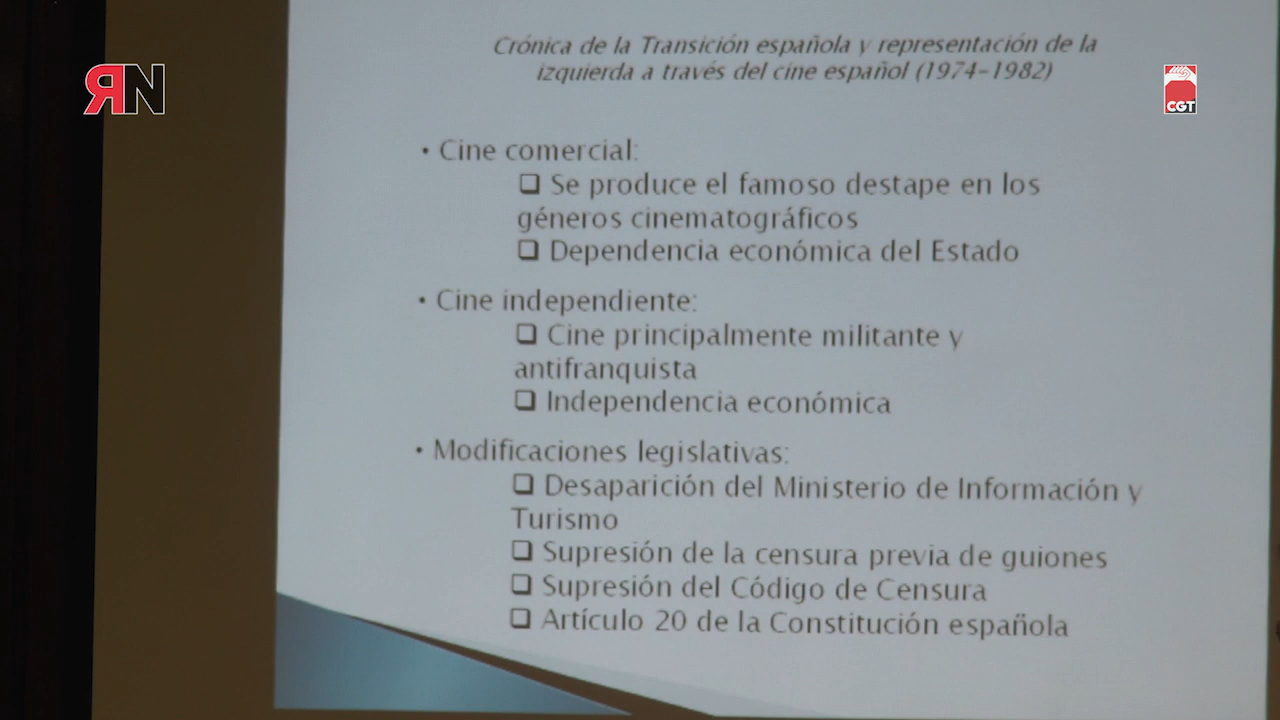 Crónica de la Transición española y representación de la
izquierda a través del cine español (1974-1982)
ЯN
CGT
• Cine comercial:
❑ Se produce el famoso destape en los
géneros cinematográficos
❑ Dependencia económica del Estado
• Cine independiente:
❑ Cine principalmente militante y
antifranquista
❑ Independencia económica
• Modificaciones legislativas:
❑ Desaparición del Ministerio de Información y
Turismo
❑ Supresión de la censura previa de guiones
❑ Supresión del Código de Censura
❑ Artículo 20 de la Constitución española